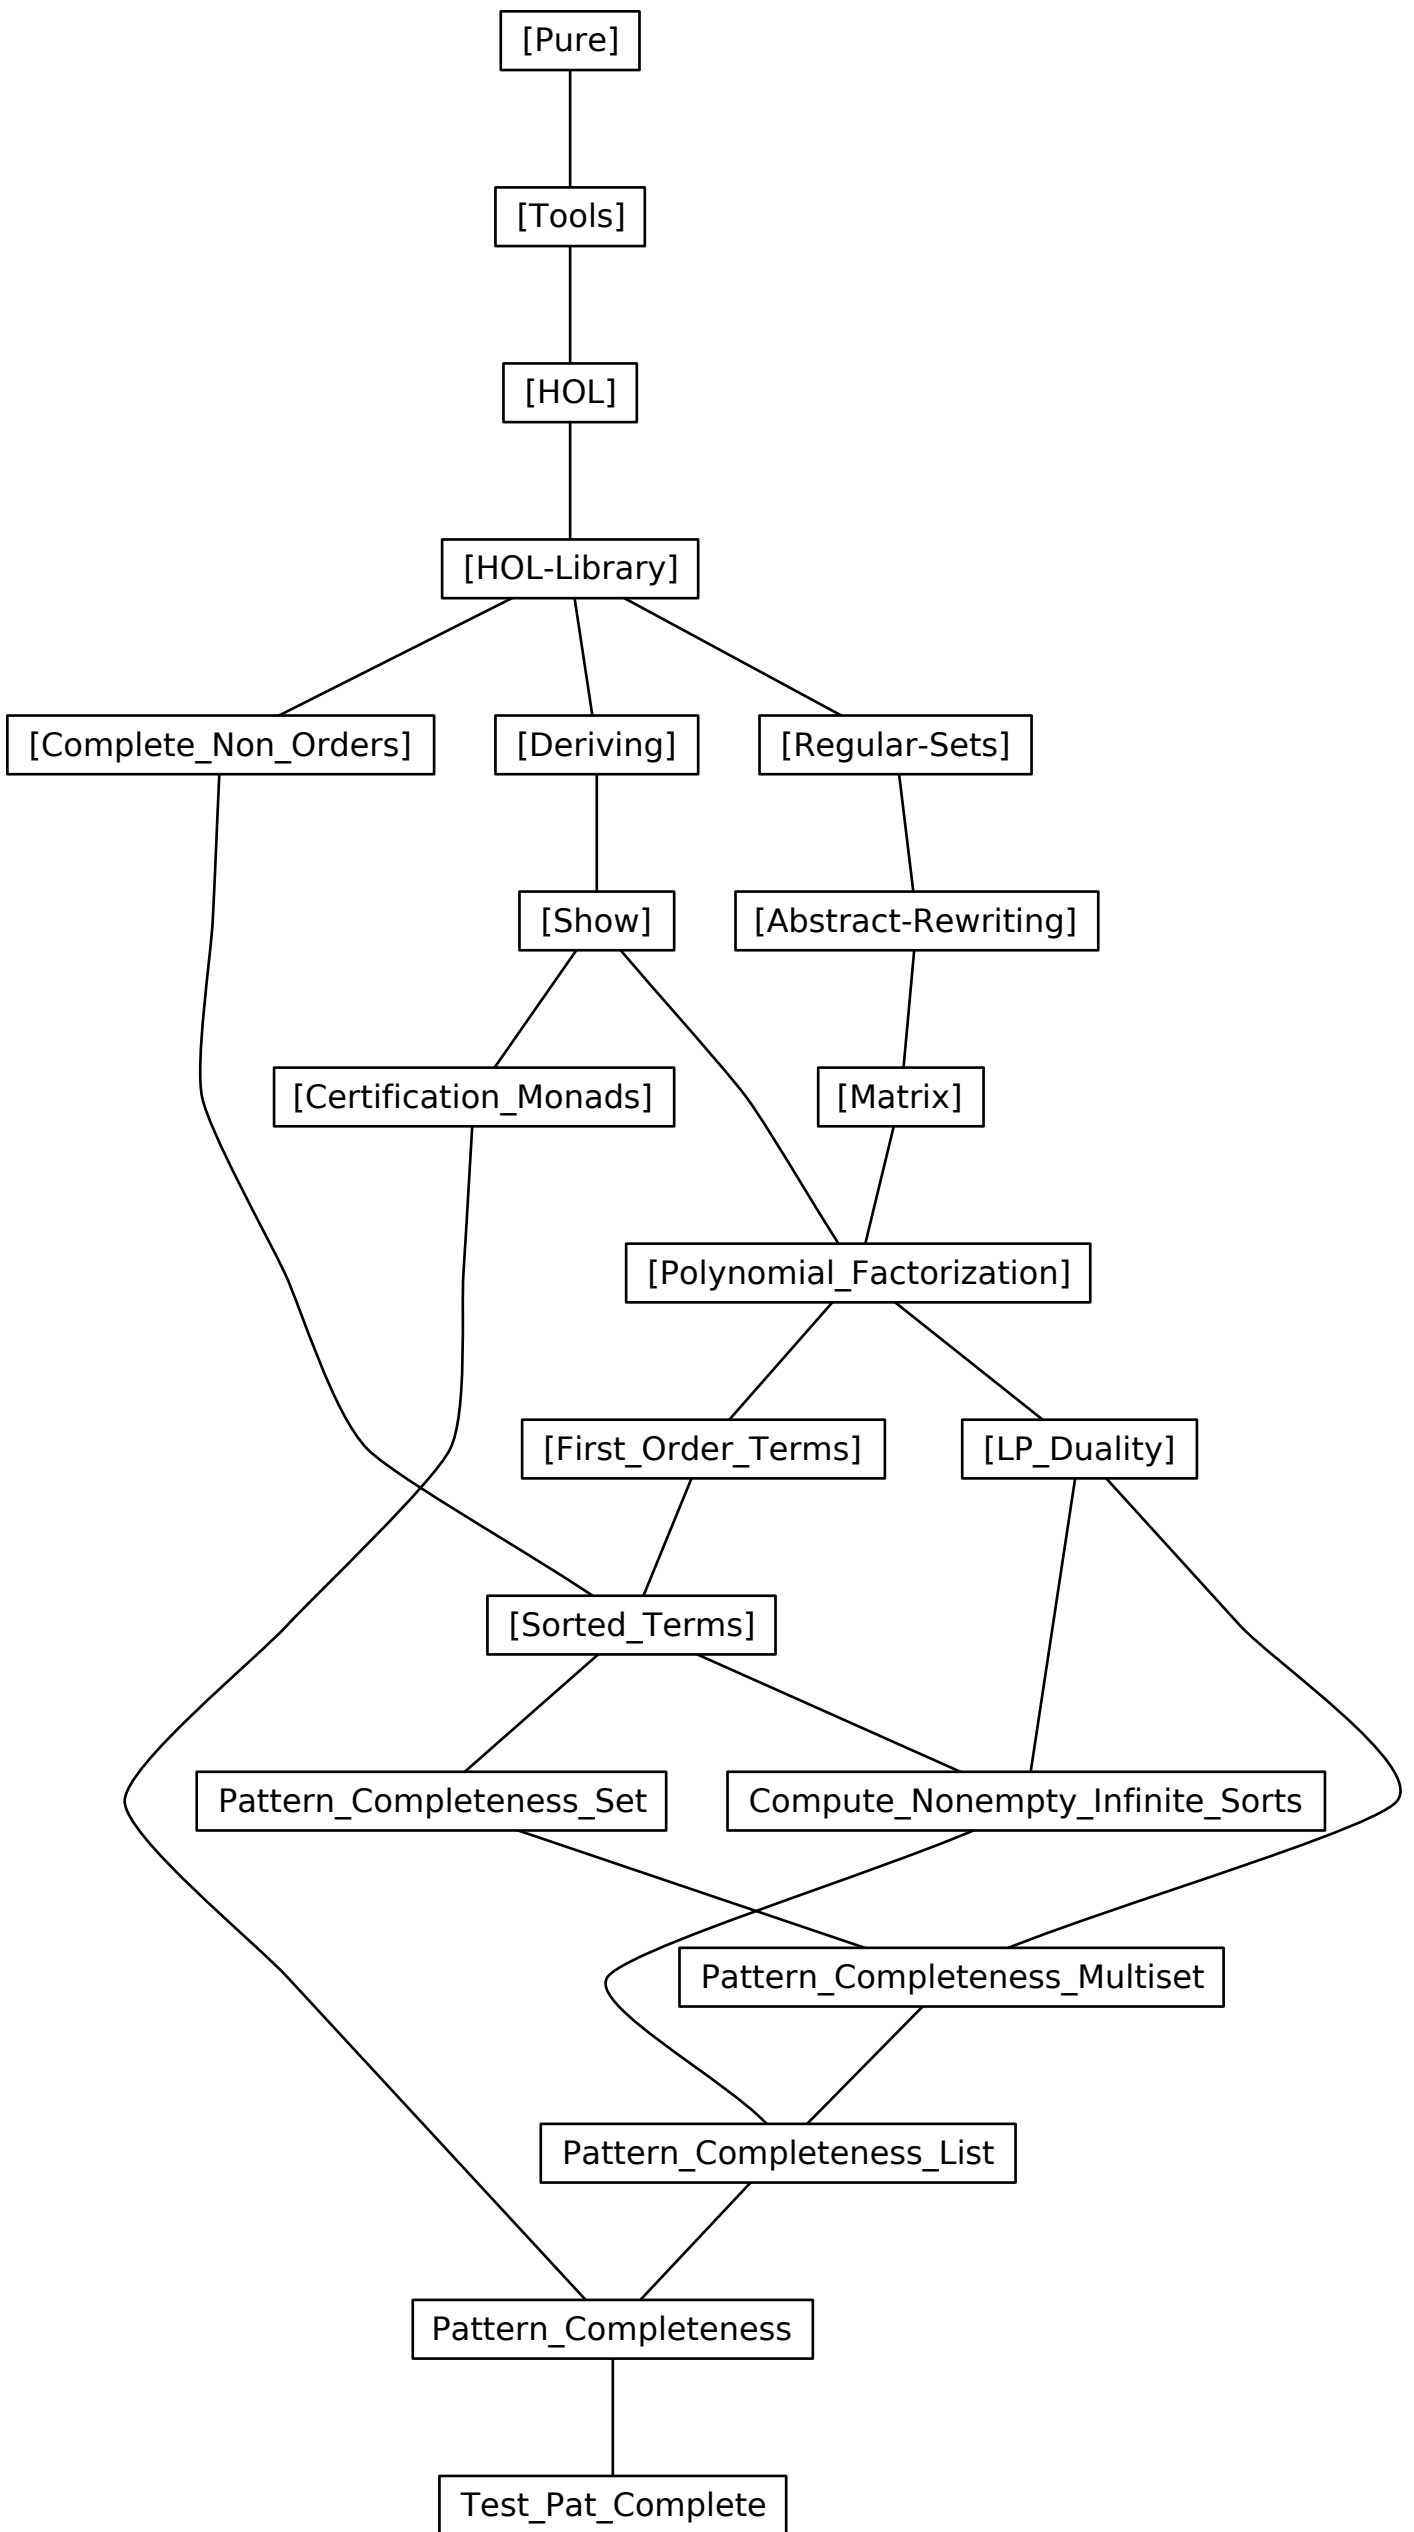 [Pure]
[Tools]
[HOL]
[HOL-Library]
[Complete_Non_Orders]
[Deriving]
[Regular-Sets]
[Show]
[Abstract-Rewriting]
[Certification_Monads]
[Matrix]
[Polynomial_Factorization]
[First_Order_Terms]
[LP_Duality]
[Sorted_Terms]
Pattern_Completeness_Set
Compute_Nonempty_Infinite_Sorts
Pattern_Completeness_Multiset
Pattern_Completeness_List
Pattern_Completeness
Test_Pat_Complete